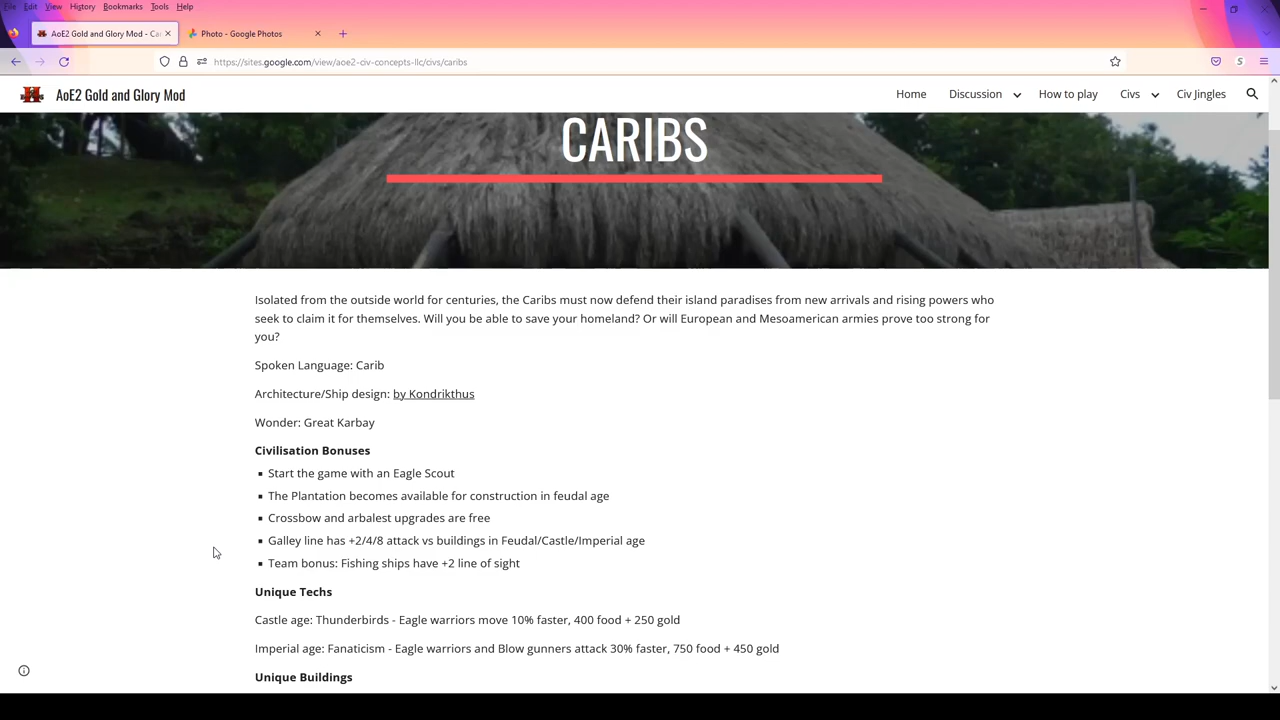 File Edit View History Bookmarks Tools Help
AoE2 Gold and Glory Mod - Ca
Photo - Google Photos
https://sites.google.com/view/aoe2-civ-concepts-llc/civs/caribs
AoE2 Gold and Glory Mod
Home Discussion How to play Civs Civ Jingles
CARIBS
Isolated from the outside world for centuries, the Caribs must now defend their island paradises from new arrivals and rising powers who
seek to claim it for themselves. Will you be able to save your homeland? Or will European and Mesoamerican armies prove too strong for
you?
Spoken Language: Carib
Architecture/Ship design: by Kondrikthus
Wonder: Great Karbay
Civilisation Bonuses
▪ Start the game with an Eagle Scout
▪ The Plantation becomes available for construction in feudal age
▪ Crossbow and arbalest upgrades are free
▪ Galley line has +2/4/8 attack vs buildings in Feudal/Castle/Imperial age
▪ Team bonus: Fishing ships have +2 line of sight
Unique Techs
Castle age: Thunderbirds - Eagle warriors move 10% faster, 400 food + 250 gold
Imperial age: Fanaticism - Eagle warriors and Blow gunners attack 30% faster, 750 food + 450 gold
Unique Buildings